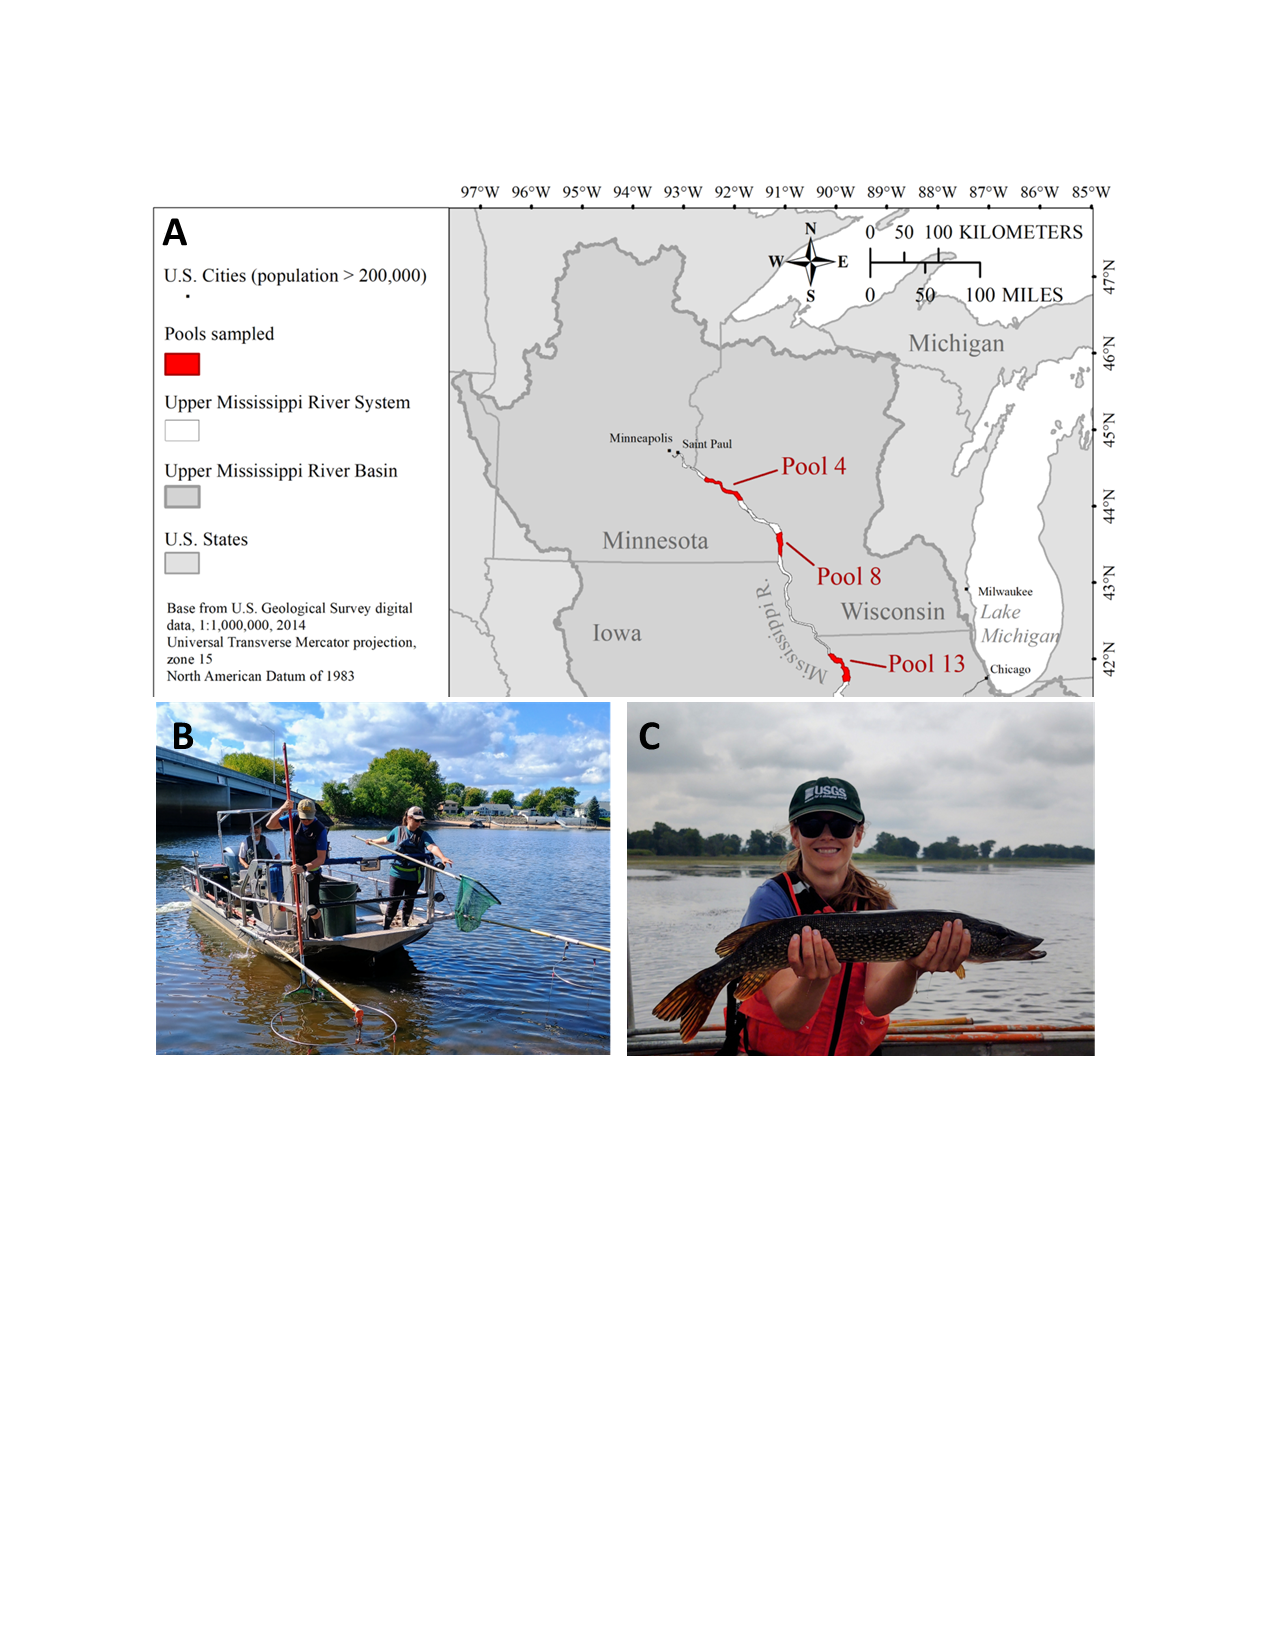 97°W 96°W 95°W 94°W 93°W 92°W 91°W 90°W 89°W 88°W 87°W 86°W 85°W
A
U.S. Cities (population > 200,000)
Pools sampled
Upper Mississippi River System
Upper Mississippi River Basin
U.S. States
Base from U.S. Geological Survey digital
data, 1:1,000,000, 2014
Universal Transverse Mercator projection,
zone 15
North American Datum of 1983
N
W E
S
0 50 100 KILOMETERS
0 50 100 MILES
47°N
46°N
45°N
44°N
43°N
42°N
Michigan
Minneapolis
Saint Paul
Pool 4
Minnesota
Pool 8
Milwaukee
Wisconsin
Lake
Michigan
Iowa
Mississippi R.
Pool 13
Chicago
B
C
USGS